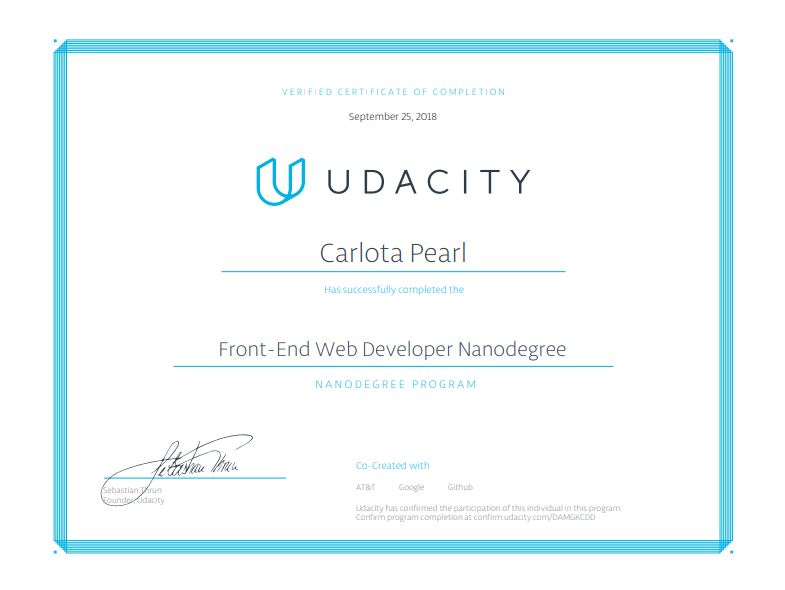 VERIFIED CERTIFICATE OF COMPLETION
September 25, 2018
UDACITY
Carlota Pearl
Has successfully completed the
Front-End Web Developer Nanodegree
NANODEGREE PROGRAM
Sebastian Thrun
Sebastian Thrun
Founder, Udacity
Co-Created with
AT&T Google Github
Udacity has confirmed the participation of this individual in this program
Confirm program completion at confirm.udacity.com/DAMGKCDD